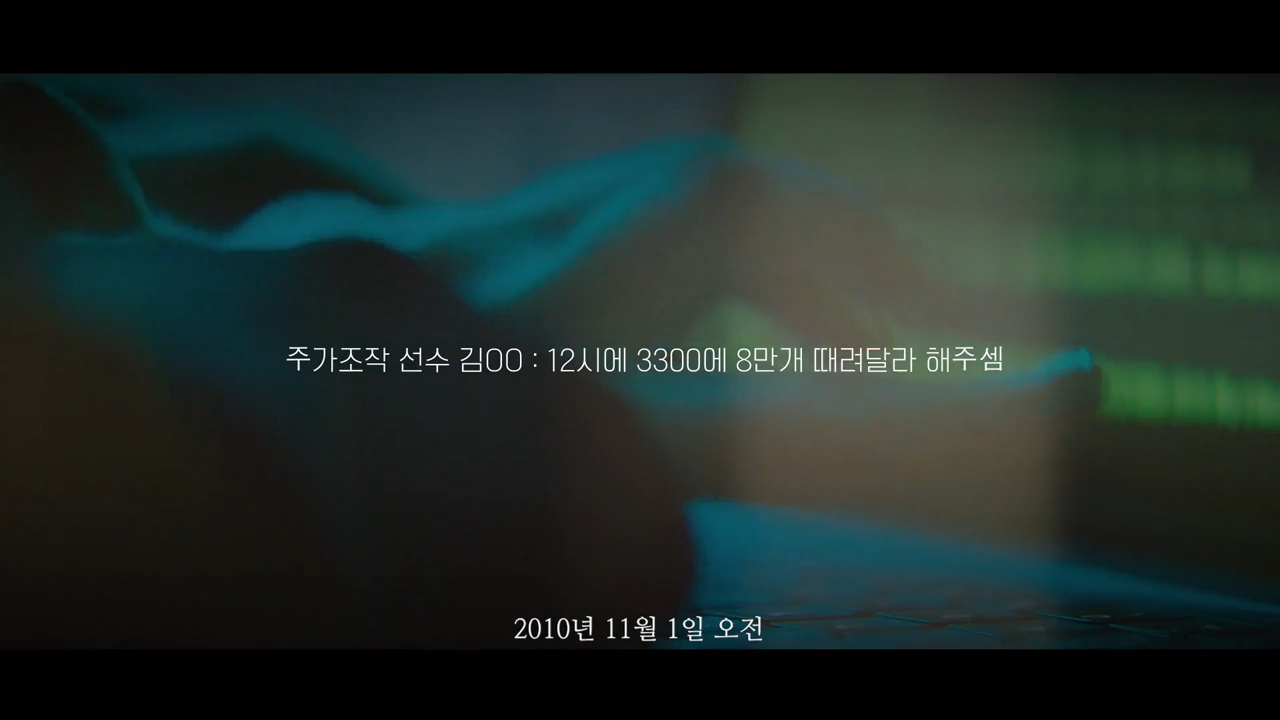 주가조작 선수 김OO : 12시에 3300에 8만개 때려달라 해주셈
2010년 11월 1일 오전